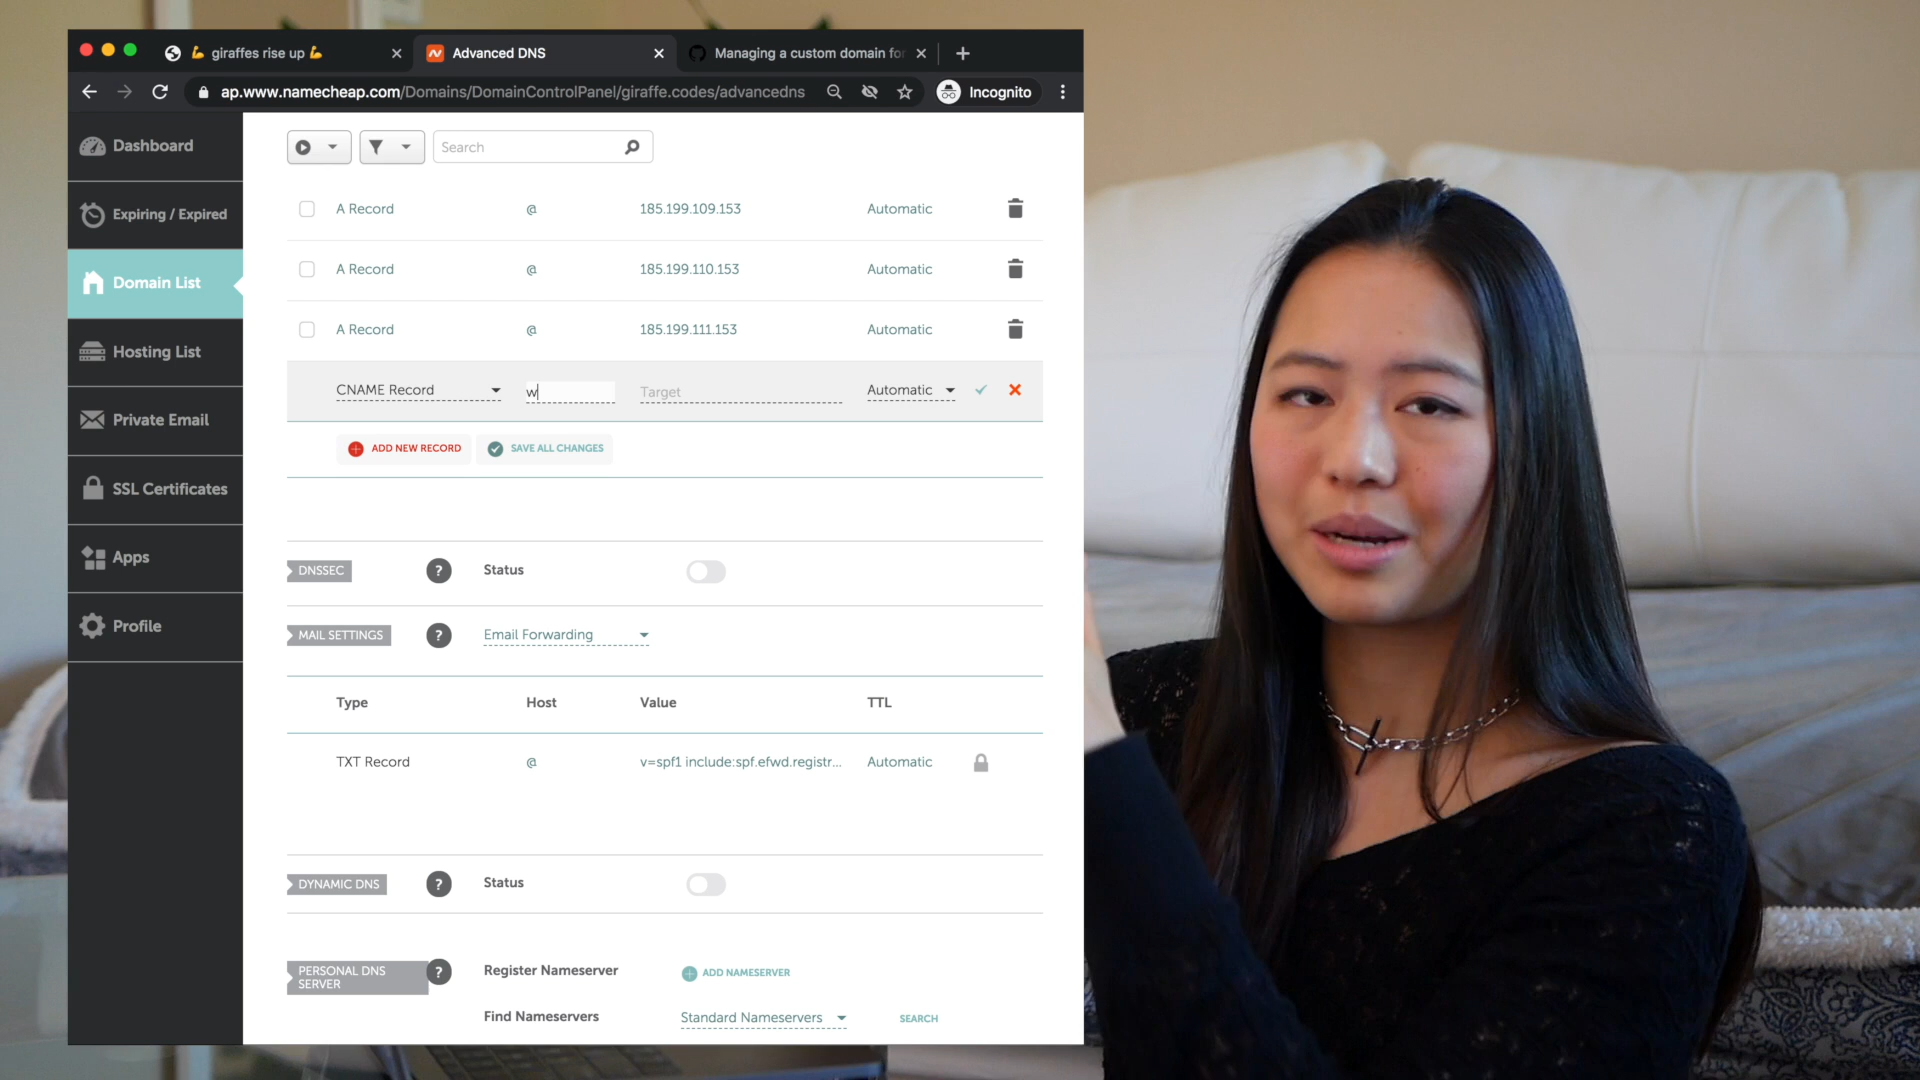 💪 giraffes rise up 💪
Advanced DNS
Managing a custom domain for
ap.www.namecheap.com/Domains/DomainControlPanel/giraffe.codes/advancedns
Incognito
Dashboard
Expiring / Expired
Domain List
Hosting List
Private Email
SSL Certificates
Apps
Profile
Search
A Record @ 185.199.109.153 Automatic
A Record @ 185.199.110.153 Automatic
A Record @ 185.199.111.153 Automatic
CNAME Record w Target Automatic
ADD NEW RECORD SAVE ALL CHANGES
DNSSEC ? Status
MAIL SETTINGS ? Email Forwarding
Type Host Value TTL
TXT Record @ v=spf1 include:spf.efwd.registr... Automatic
DYNAMIC DNS ? Status
PERSONAL DNS
SERVER
? Register Nameserver ADD NAMESERVER
Find Nameservers Standard Nameservers SEARCH